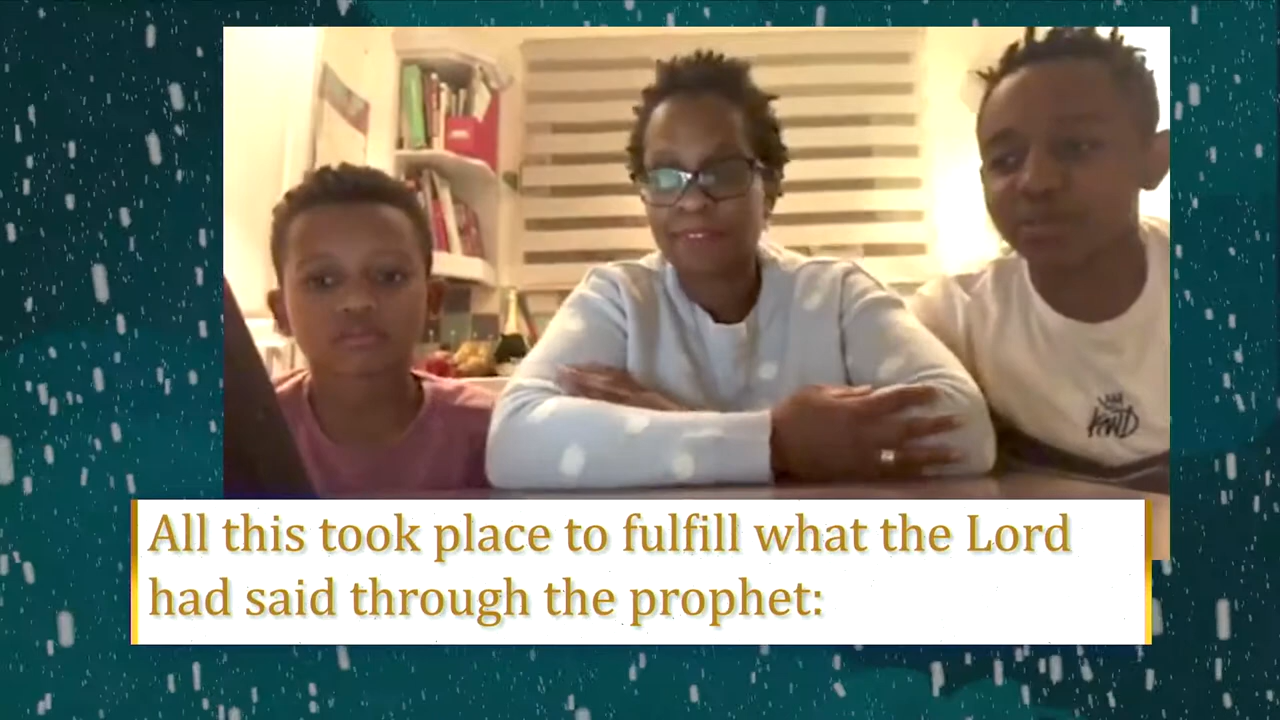 All this took place to fulfill what the Lord
had said through the prophet: